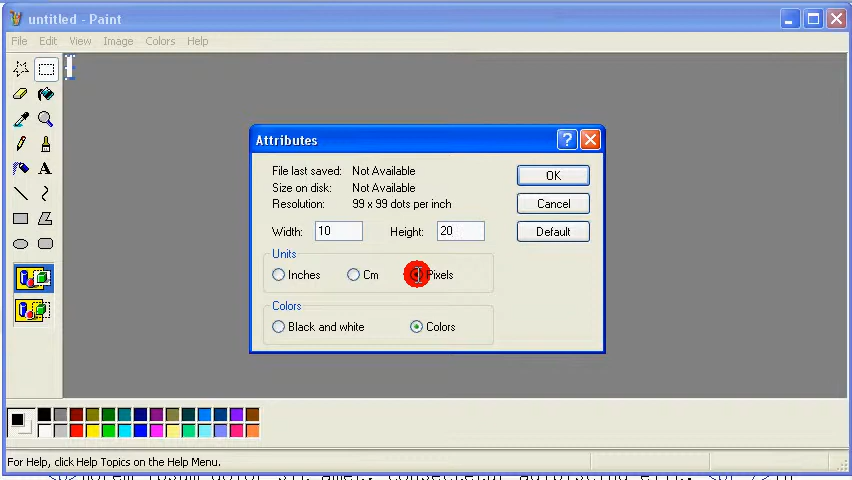 untitled - Paint
File Edit View Image Colors Help
Attributes
File last saved: Not Available
Size on disk: Not Available
Resolution: 99 x 99 dots per inch
Width: 10 Height: 20
OK
Cancel
Default
Units
Inches Cm Pixels
Colors
Black and white Colors
For Help, click Help Topics on the Help Menu.